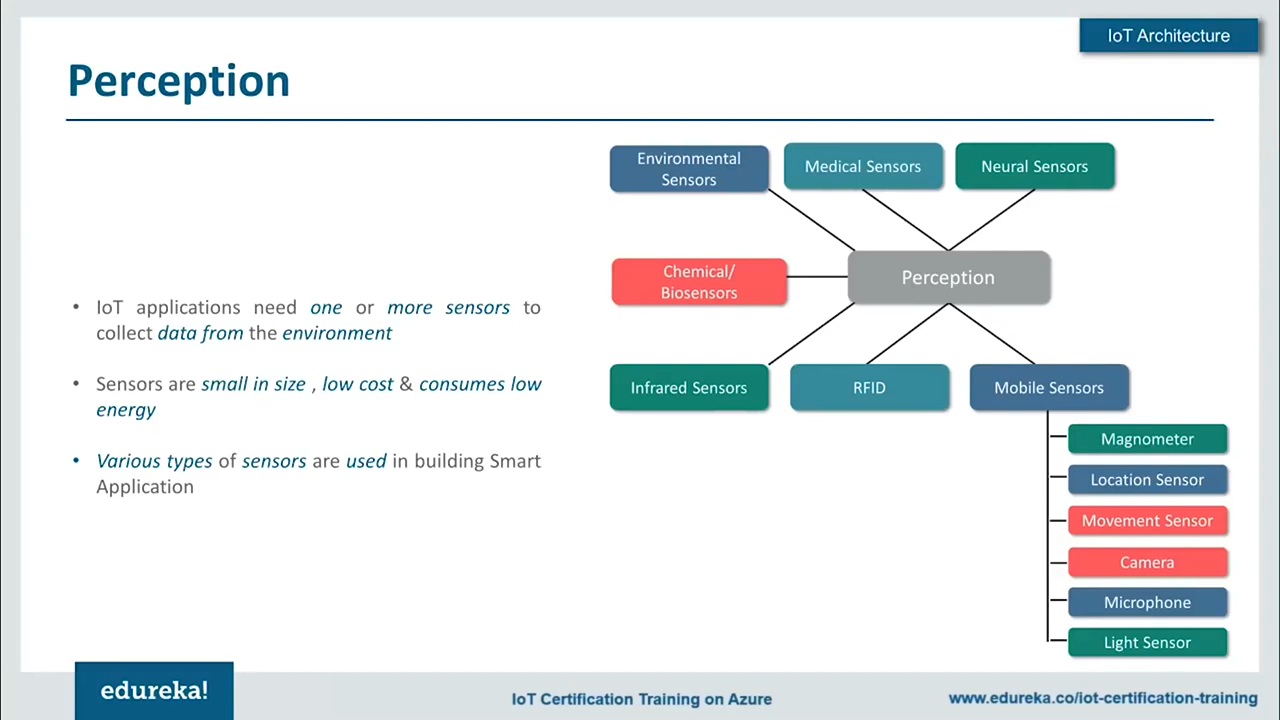 IoT Architecture
Perception
Environmental
Sensors
Medical Sensors
Neural Sensors
Chemical/
Biosensors
Perception
Infrared Sensors
RFID
Mobile Sensors
Magnometer
Location Sensor
Movement Sensor
Camera
Microphone
Light Sensor
• IoT applications need one or more sensors to
collect data from the environment
• Sensors are small in size , low cost & consumes low
energy
• Various types of sensors are used in building Smart
Application
edureka!
IoT Certification Training on Azure
www.edureka.co/iot-certification-training